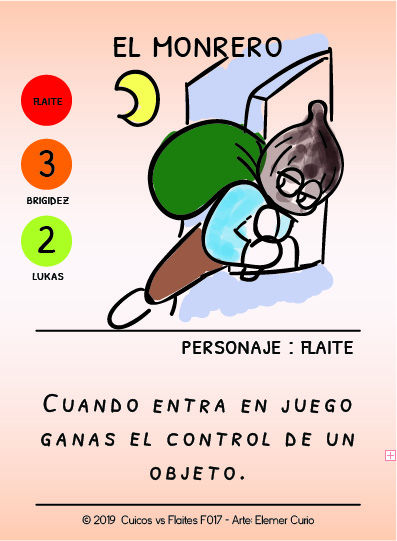 EL MONRERO
FLAITE
3
BRIGIDEZ
2
LUKAS
PERSONAJE : FLAITE
CUANDO ENTRA EN JUEGO
GANAS EL CONTROL DE UN
OBJETO.
© 2019 Cuicos vs Flaites F017 - Arte: Elemer Curio